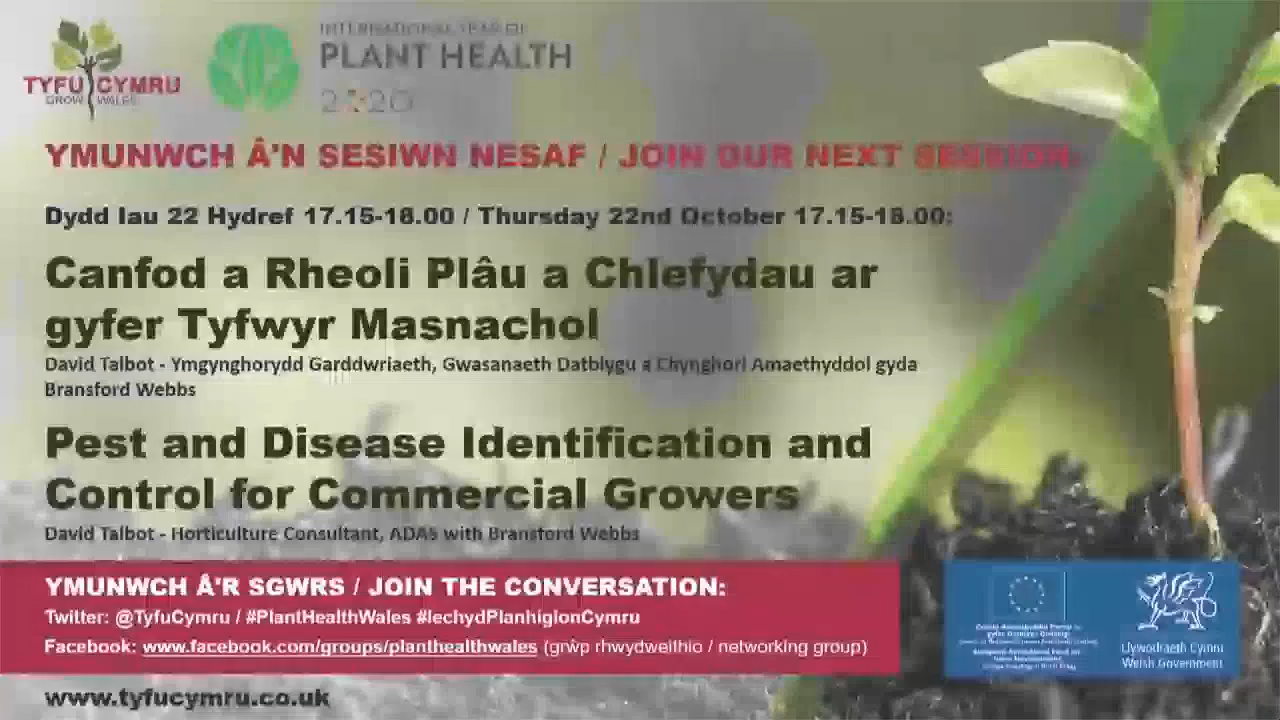 TYFU CYMRU
GROW WALES
INTERNATIONAL YEAR OF
PLANT HEALTH
2020
YMUNWCH Â'N SESIWN NESAF / JOIN OUR NEXT SESSION:
Dydd Iau 22 Hydref 17.15-18.00 / Thursday 22nd October 17.15-18.00:
Canfod a Rheoli Plâu a Chlefydau ar
gyfer Tyfwyr Masnachol
David Talbot - Ymgynghorydd Garddwriaeth, Gwasanaeth Datblygu a Chynghori Amaethyddol gyda
Bransford Webbs
Pest and Disease Identification and
Control for Commercial Growers
David Talbot - Horticulture Consultant, ADAS with Bransford Webbs
YMUNWCH Â'R SGWRS / JOIN THE CONVERSATION:
Twitter: @TyfuCymru / #PlantHealthWales #IechydPlanhigionCymru
Facebook: www.facebook.com/groups/planthealthwales (grŵp rhwydweithio / networking group)
Llywodraeth Cymru
Welsh Government
www.tyfucymru.co.uk